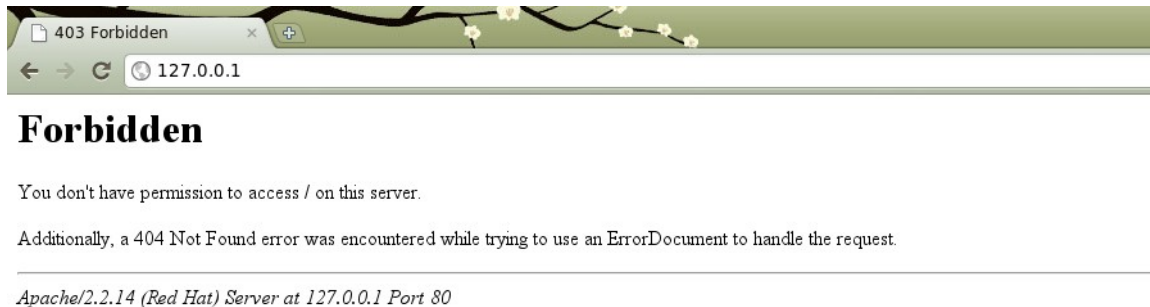 403 Forbidden
127.0.0.1
Forbidden
You don't have permission to access / on this server.
Additionally, a 404 Not Found error was encountered while trying to use an ErrorDocument to handle the request.
Apache/2.2.14 (Red Hat) Server at 127.0.0.1 Port 80